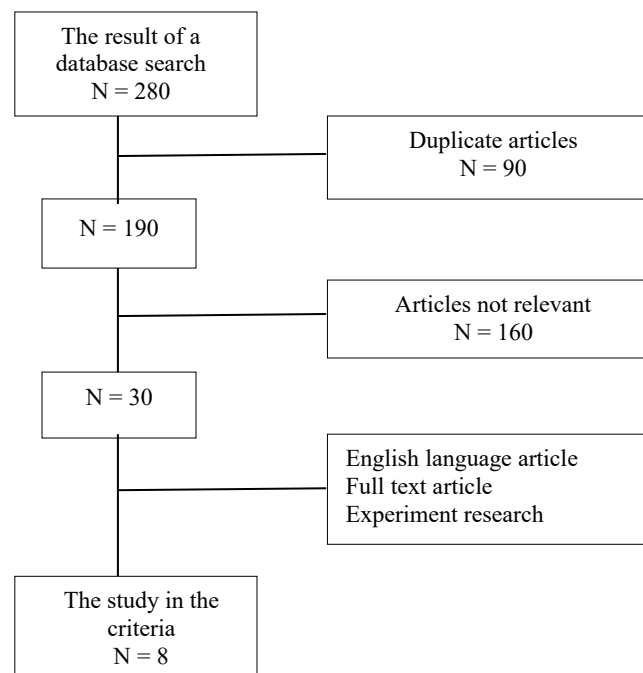 The result of a
database search
N = 280
Duplicate articles
N = 90
N = 190
Articles not relevant
N = 160
N = 30
English language article
Full text article
Experiment research
The study in the
criteria
N = 8